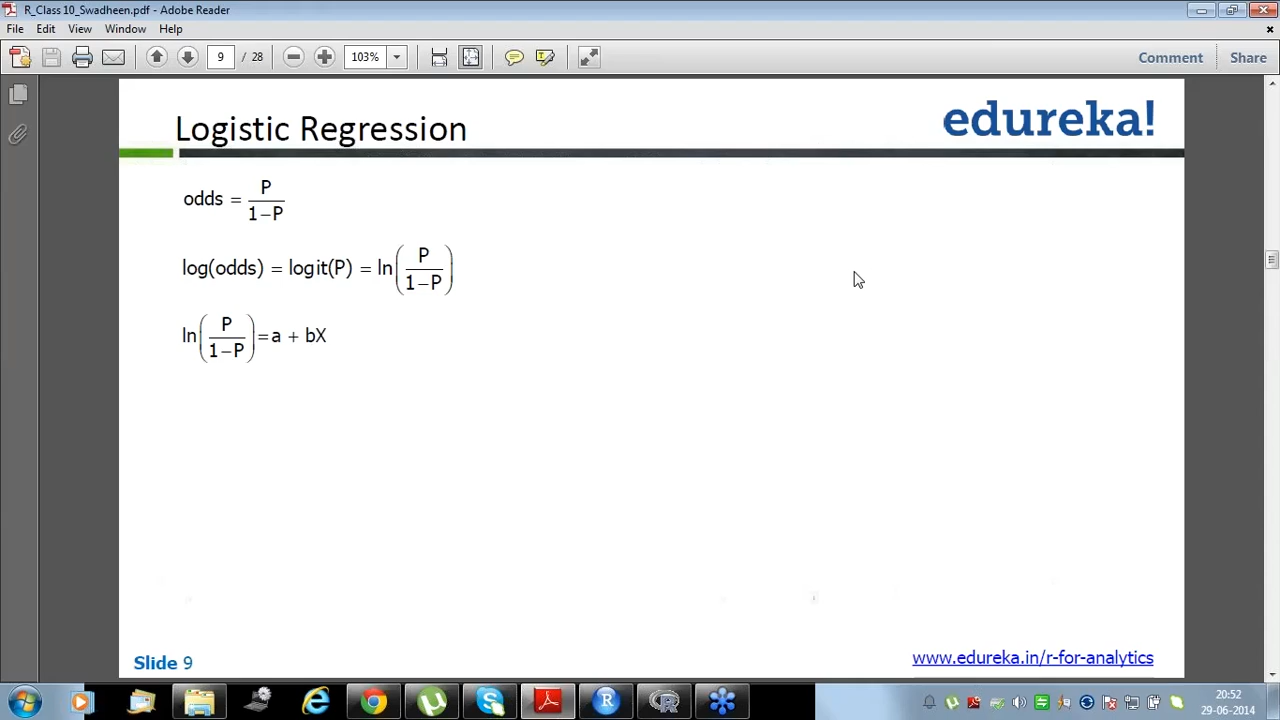 R_Class 10_Swadheen.pdf - Adobe Reader
File Edit View Window Help
9 / 28 103% Comment Share
Logistic Regression
edureka!
odds = P / 1−P
log(odds) = logit(P) = ln(P / 1−P)
ln(P / 1−P) = a + bX
Slide 9
www.edureka.in/r-for-analytics
20:52
29-06-2014